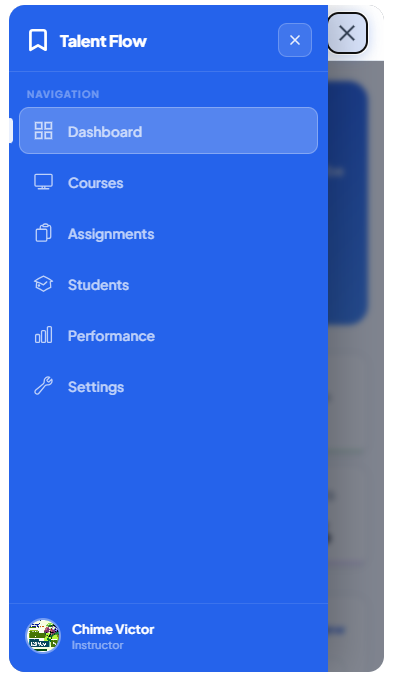 Talent Flow
NAVIGATION
Dashboard
Courses
Assignments
Students
Performance
Settings
Chime Victor
Instructor